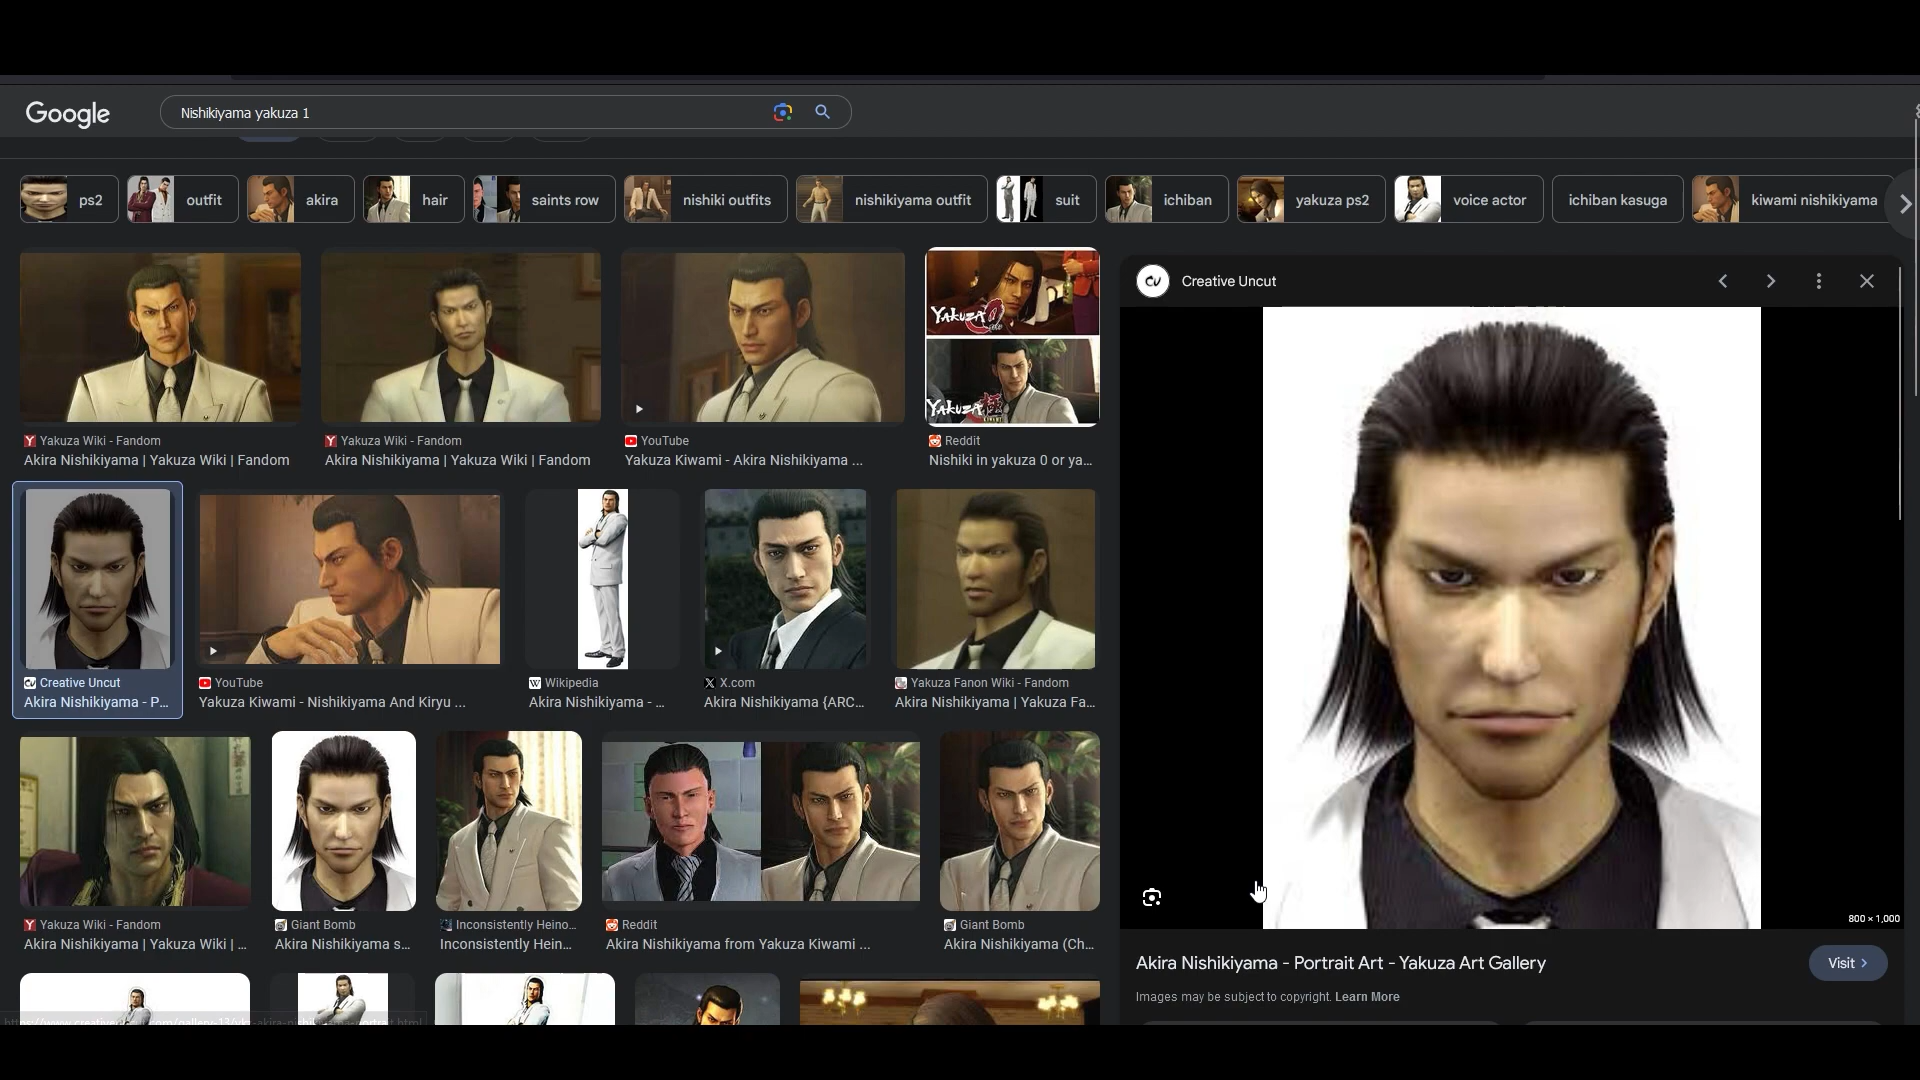 Google
Nishikiyama yakuza 1
ps2
outfit
akira
hair
saints row
nishiki outfits
nishikiyama outfit
suit
ichiban
yakuza ps2
voice actor
ichiban kasuga
kiwami nishikiyama
YAKUZA 0
YAKUZA
KIWAMI
Yakuza Wiki - Fandom
Akira Nishikiyama | Yakuza Wiki | Fandom
Yakuza Wiki - Fandom
Akira Nishikiyama | Yakuza Wiki | Fandom
YouTube
Yakuza Kiwami - Akira Nishikiyama ...
Reddit
Nishiki in yakuza 0 or ya...
Creative Uncut
Akira Nishikiyama - P...
YouTube
Yakuza Kiwami - Nishikiyama And Kiryu ...
Wikipedia
Akira Nishikiyama - ...
X.com
Akira Nishikiyama {ARC...
Yakuza Fanon Wiki - Fandom
Akira Nishikiyama | Yakuza Fa...
Yakuza Wiki - Fandom
Akira Nishikiyama | Yakuza Wiki | ...
Giant Bomb
Akira Nishikiyama s...
Inconsistently Heino...
Inconsistently Hein...
Reddit
Akira Nishikiyama from Yakuza Kiwami ...
Giant Bomb
Akira Nishikiyama (Ch...
CU
Creative Uncut
800 × 1,000
Akira Nishikiyama - Portrait Art - Yakuza Art Gallery
Visit
Images may be subject to copyright. Learn More